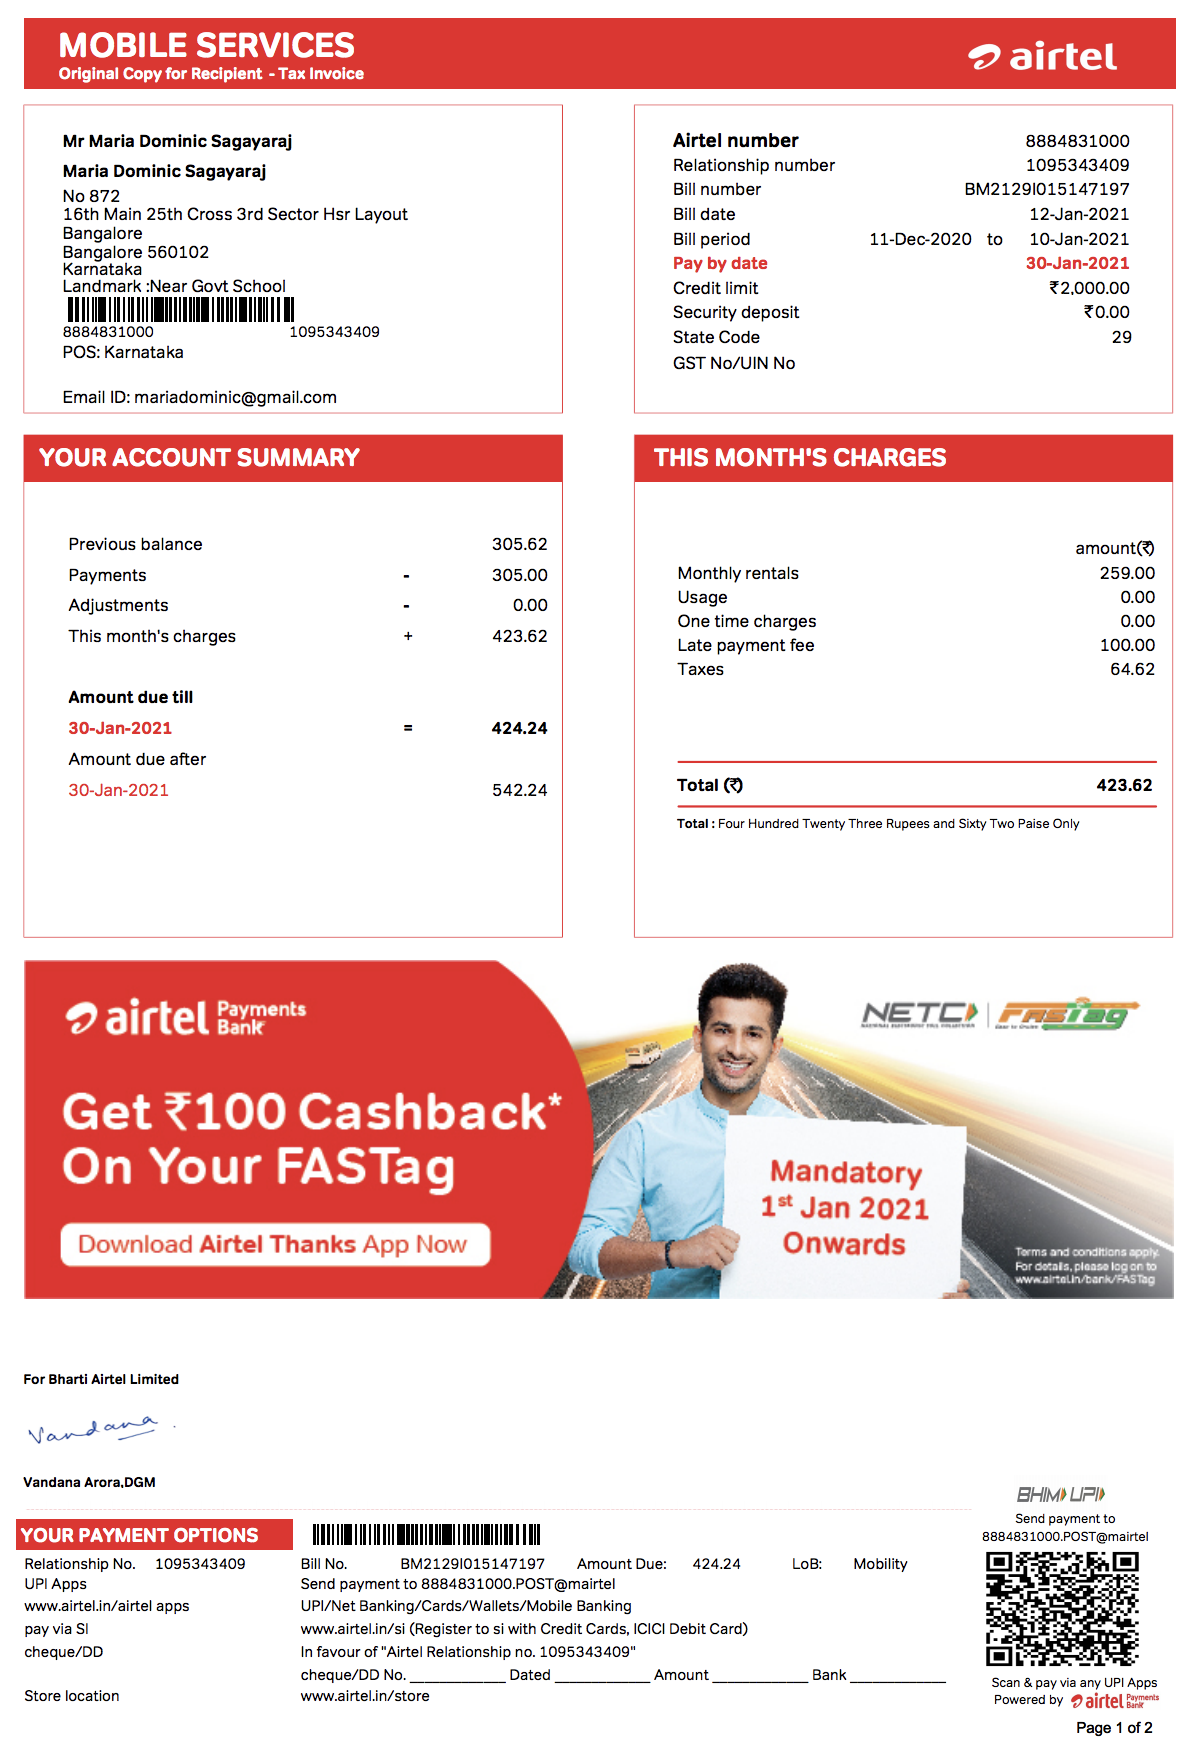 MOBILE SERVICES
Original Copy for Recipient - Tax Invoice
airtel
Mr Maria Dominic Sagayaraj
Maria Dominic Sagayaraj
No 872
16th Main 25th Cross 3rd Sector Hsr Layout
Bangalore
Bangalore 560102
Karnataka
Landmark :Near Govt School
8884831000 1095343409
POS: Karnataka
Email ID: mariadominic@gmail.com
Airtel number 8884831000
Relationship number 1095343409
Bill number BM2129I015147197
Bill date 12-Jan-2021
Bill period 11-Dec-2020 to 10-Jan-2021
Pay by date 30-Jan-2021
Credit limit ₹2,000.00
Security deposit ₹0.00
State Code 29
GST No/UIN No
YOUR ACCOUNT SUMMARY
Previous balance 305.62
Payments - 305.00
Adjustments - 0.00
This month's charges + 423.62
Amount due till
30-Jan-2021 = 424.24
Amount due after
30-Jan-2021 542.24
THIS MONTH'S CHARGES
amount(₹)
Monthly rentals 259.00
Usage 0.00
One time charges 0.00
Late payment fee 100.00
Taxes 64.62
Total (₹) 423.62
Total : Four Hundred Twenty Three Rupees and Sixty Two Paise Only
airtel Payments Bank
Get ₹100 Cashback*
On Your FASTag
Download Airtel Thanks App Now
NETC FASTag
NATIONAL ELECTRONIC TOLL COLLECTION
Mandatory
1st Jan 2021
Onwards
Terms and conditions apply.
For details, please log on to
www.airtel.in/bank/FASTag
For Bharti Airtel Limited
Vandana
Vandana Arora,DGM
BHIM UPI
Send payment to
8884831000.POST@mairtel
YOUR PAYMENT OPTIONS
Relationship No. 1095343409 Bill No. BM2129I015147197 Amount Due: 424.24 LoB: Mobility
UPI Apps Send payment to 8884831000.POST@mairtel
www.airtel.in/airtel apps UPI/Net Banking/Cards/Wallets/Mobile Banking
pay via SI www.airtel.in/si (Register to si with Credit Cards, ICICI Debit Card)
cheque/DD In favour of "Airtel Relationship no. 1095343409"
cheque/DD No. ____________ Dated ____________ Amount ____________ Bank ____________
Store location www.airtel.in/store
Scan & pay via any UPI Apps
Powered by airtel Payments Bank
Page 1 of 2